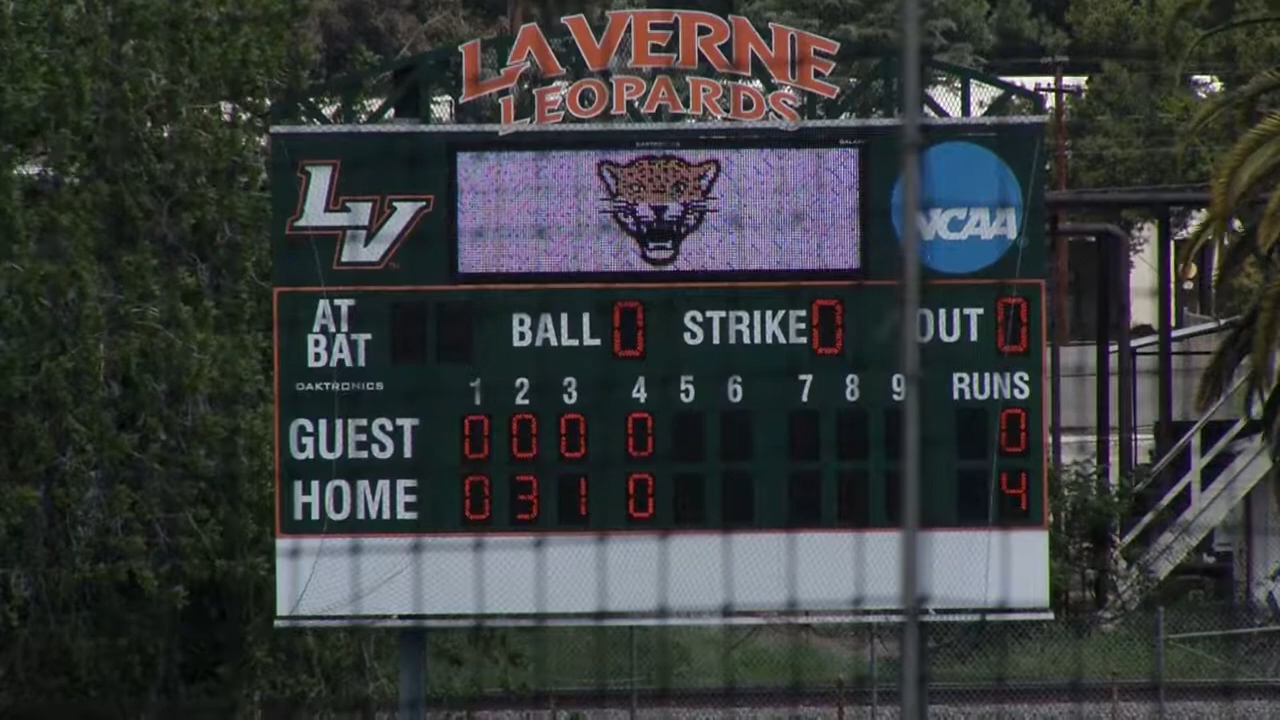 LA VERNE
LEOPARDS
DAKTRONICS
LV
NCAA
AT BAT BALL 0 STRIKE 0 OUT 0
DAKTRONICS
1 2 3 4 5 6 7 8 9 RUNS
GUEST 0 0 0 0 0
HOME 0 3 1 0 4